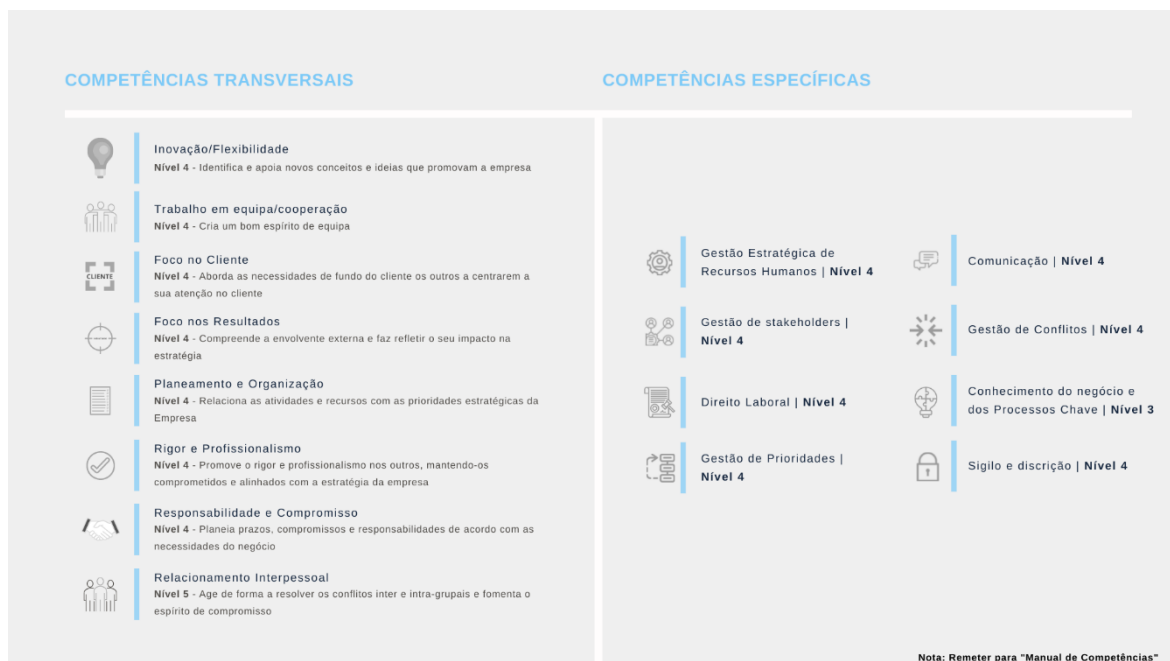 COMPETÊNCIAS TRANSVERSAIS
Inovação/Flexibilidade
Nível 4 - Identifica e apoia novos conceitos e ideias que promovam a empresa
Trabalho em equipa/cooperação
Nível 4 - Cria um bom espírito de equipa
CLIENTE
Foco no Cliente
Nível 4 - Aborda as necessidades de fundo do cliente os outros a centrarem a
sua atenção no cliente
Foco nos Resultados
Nível 4 - Compreende a envolvente externa e faz refletir o seu impacto na
estratégia
Planeamento e Organização
Nível 4 - Relaciona as atividades e recursos com as prioridades estratégicas da
Empresa
Rigor e Profissionalismo
Nível 4 - Promove o rigor e profissionalismo nos outros, mantendo-os
comprometidos e alinhados com a estratégia da empresa
Responsabilidade e Compromisso
Nível 4 - Planeia prazos, compromissos e responsabilidades de acordo com as
necessidades do negócio
Relacionamento Interpessoal
Nível 5 - Age de forma a resolver os conflitos inter e intra-grupais e fomenta o
espírito de compromisso
COMPETÊNCIAS ESPECÍFICAS
Gestão Estratégica de
Recursos Humanos | Nível 4
Gestão de stakeholders |
Nível 4
Direito Laboral | Nível 4
Gestão de Prioridades |
Nível 4
Comunicação | Nível 4
Gestão de Conflitos | Nível 4
Conhecimento do negócio e
dos Processos Chave | Nível 3
Sigilo e discrição | Nível 4
Nota: Remeter para "Manual de Competências"